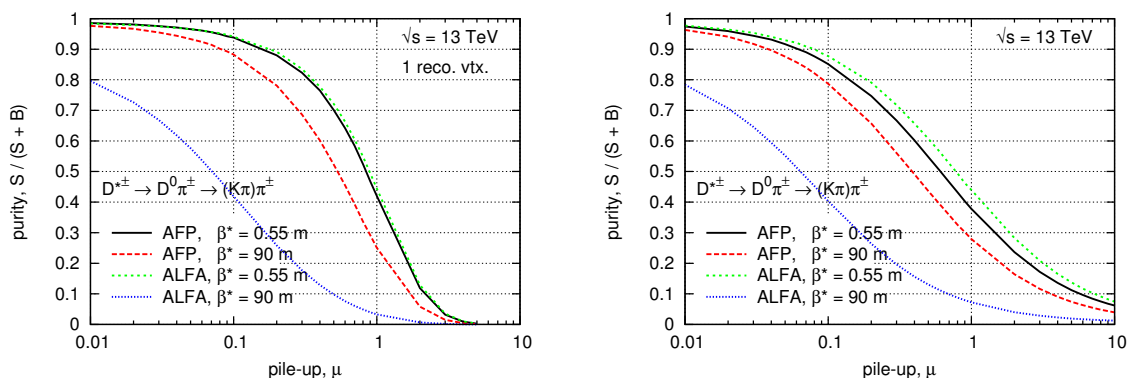 1
0.9
0.8
0.7
0.6
0.5
0.4
0.3
0.2
0.1
0
purity, S / (S + B)
√s = 13 TeV
1 reco. vtx.
D*± → D⁰π± → (Kπ)π±
AFP, β* = 0.55 m
AFP, β* = 90 m
ALFA, β* = 0.55 m
ALFA, β* = 90 m
0.01 0.1 1 10
pile-up, μ
1
0.9
0.8
0.7
0.6
0.5
0.4
0.3
0.2
0.1
0
purity, S / (S + B)
√s = 13 TeV
D*± → D⁰π± → (Kπ)π±
AFP, β* = 0.55 m
AFP, β* = 90 m
ALFA, β* = 0.55 m
ALFA, β* = 90 m
0.01 0.1 1 10
pile-up, μ